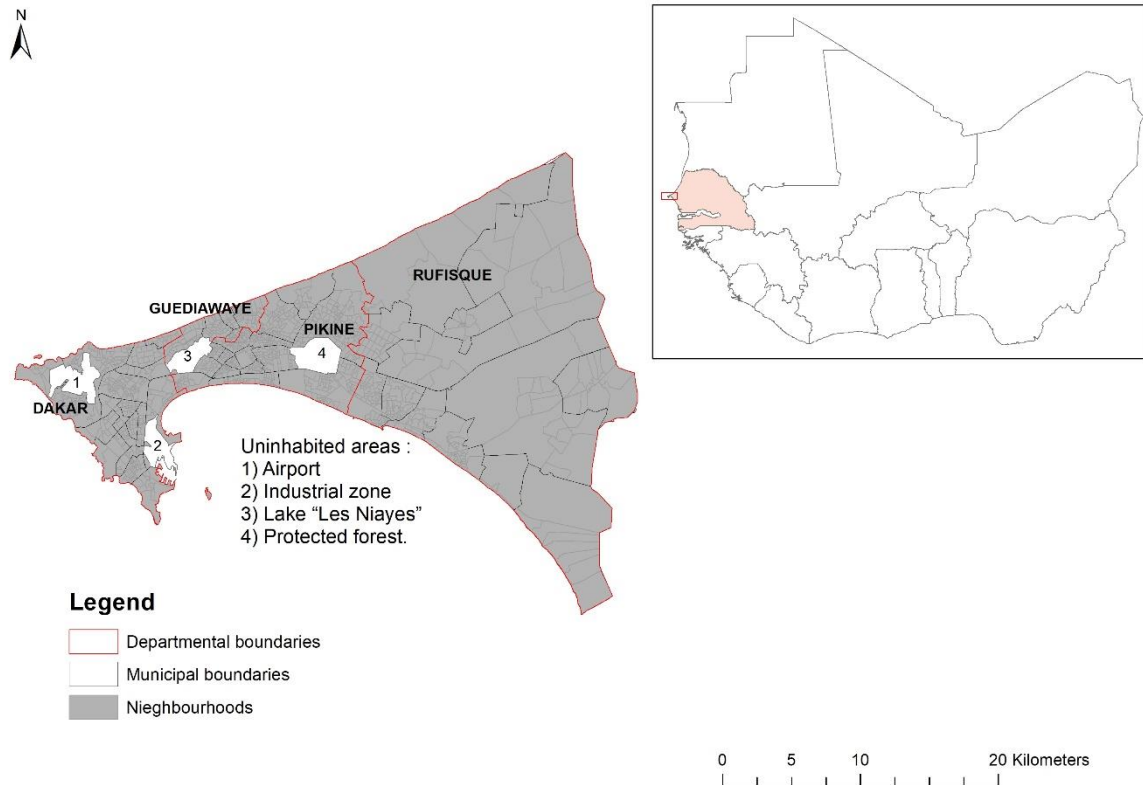 N
RUFISQUE
GUEDIAWAYE
PIKINE
4
3
1
DAKAR
2
Uninhabited areas :
1) Airport
2) Industrial zone
3) Lake “Les Niayes”
4) Protected forest.
Legend
Departmental boundaries
Municipal boundaries
Nieghbourhoods
0 5 10 20 Kilometers